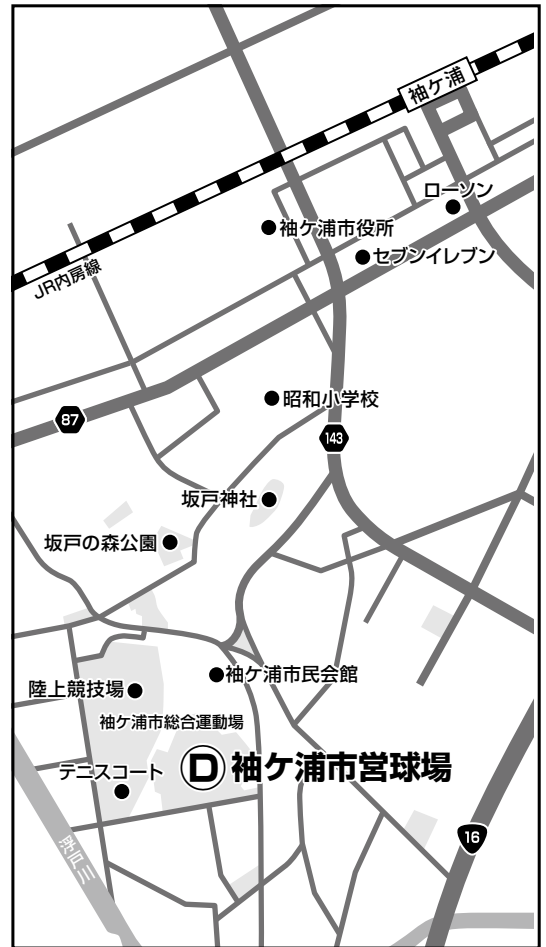 袖ケ浦
ローソン
袖ケ浦市役所
セブンイレブン
JR内房線
昭和小学校
87
143
坂戸神社
坂戸の森公園
袖ケ浦市民会館
陸上競技場
袖ケ浦市総合運動場
テニスコート
D 袖ケ浦市営球場
16